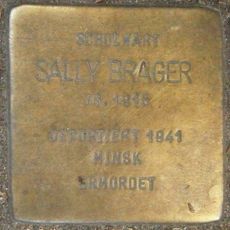 SALLY BRAGER
DEPORTIERT 1941
MINSK
ERMORDET